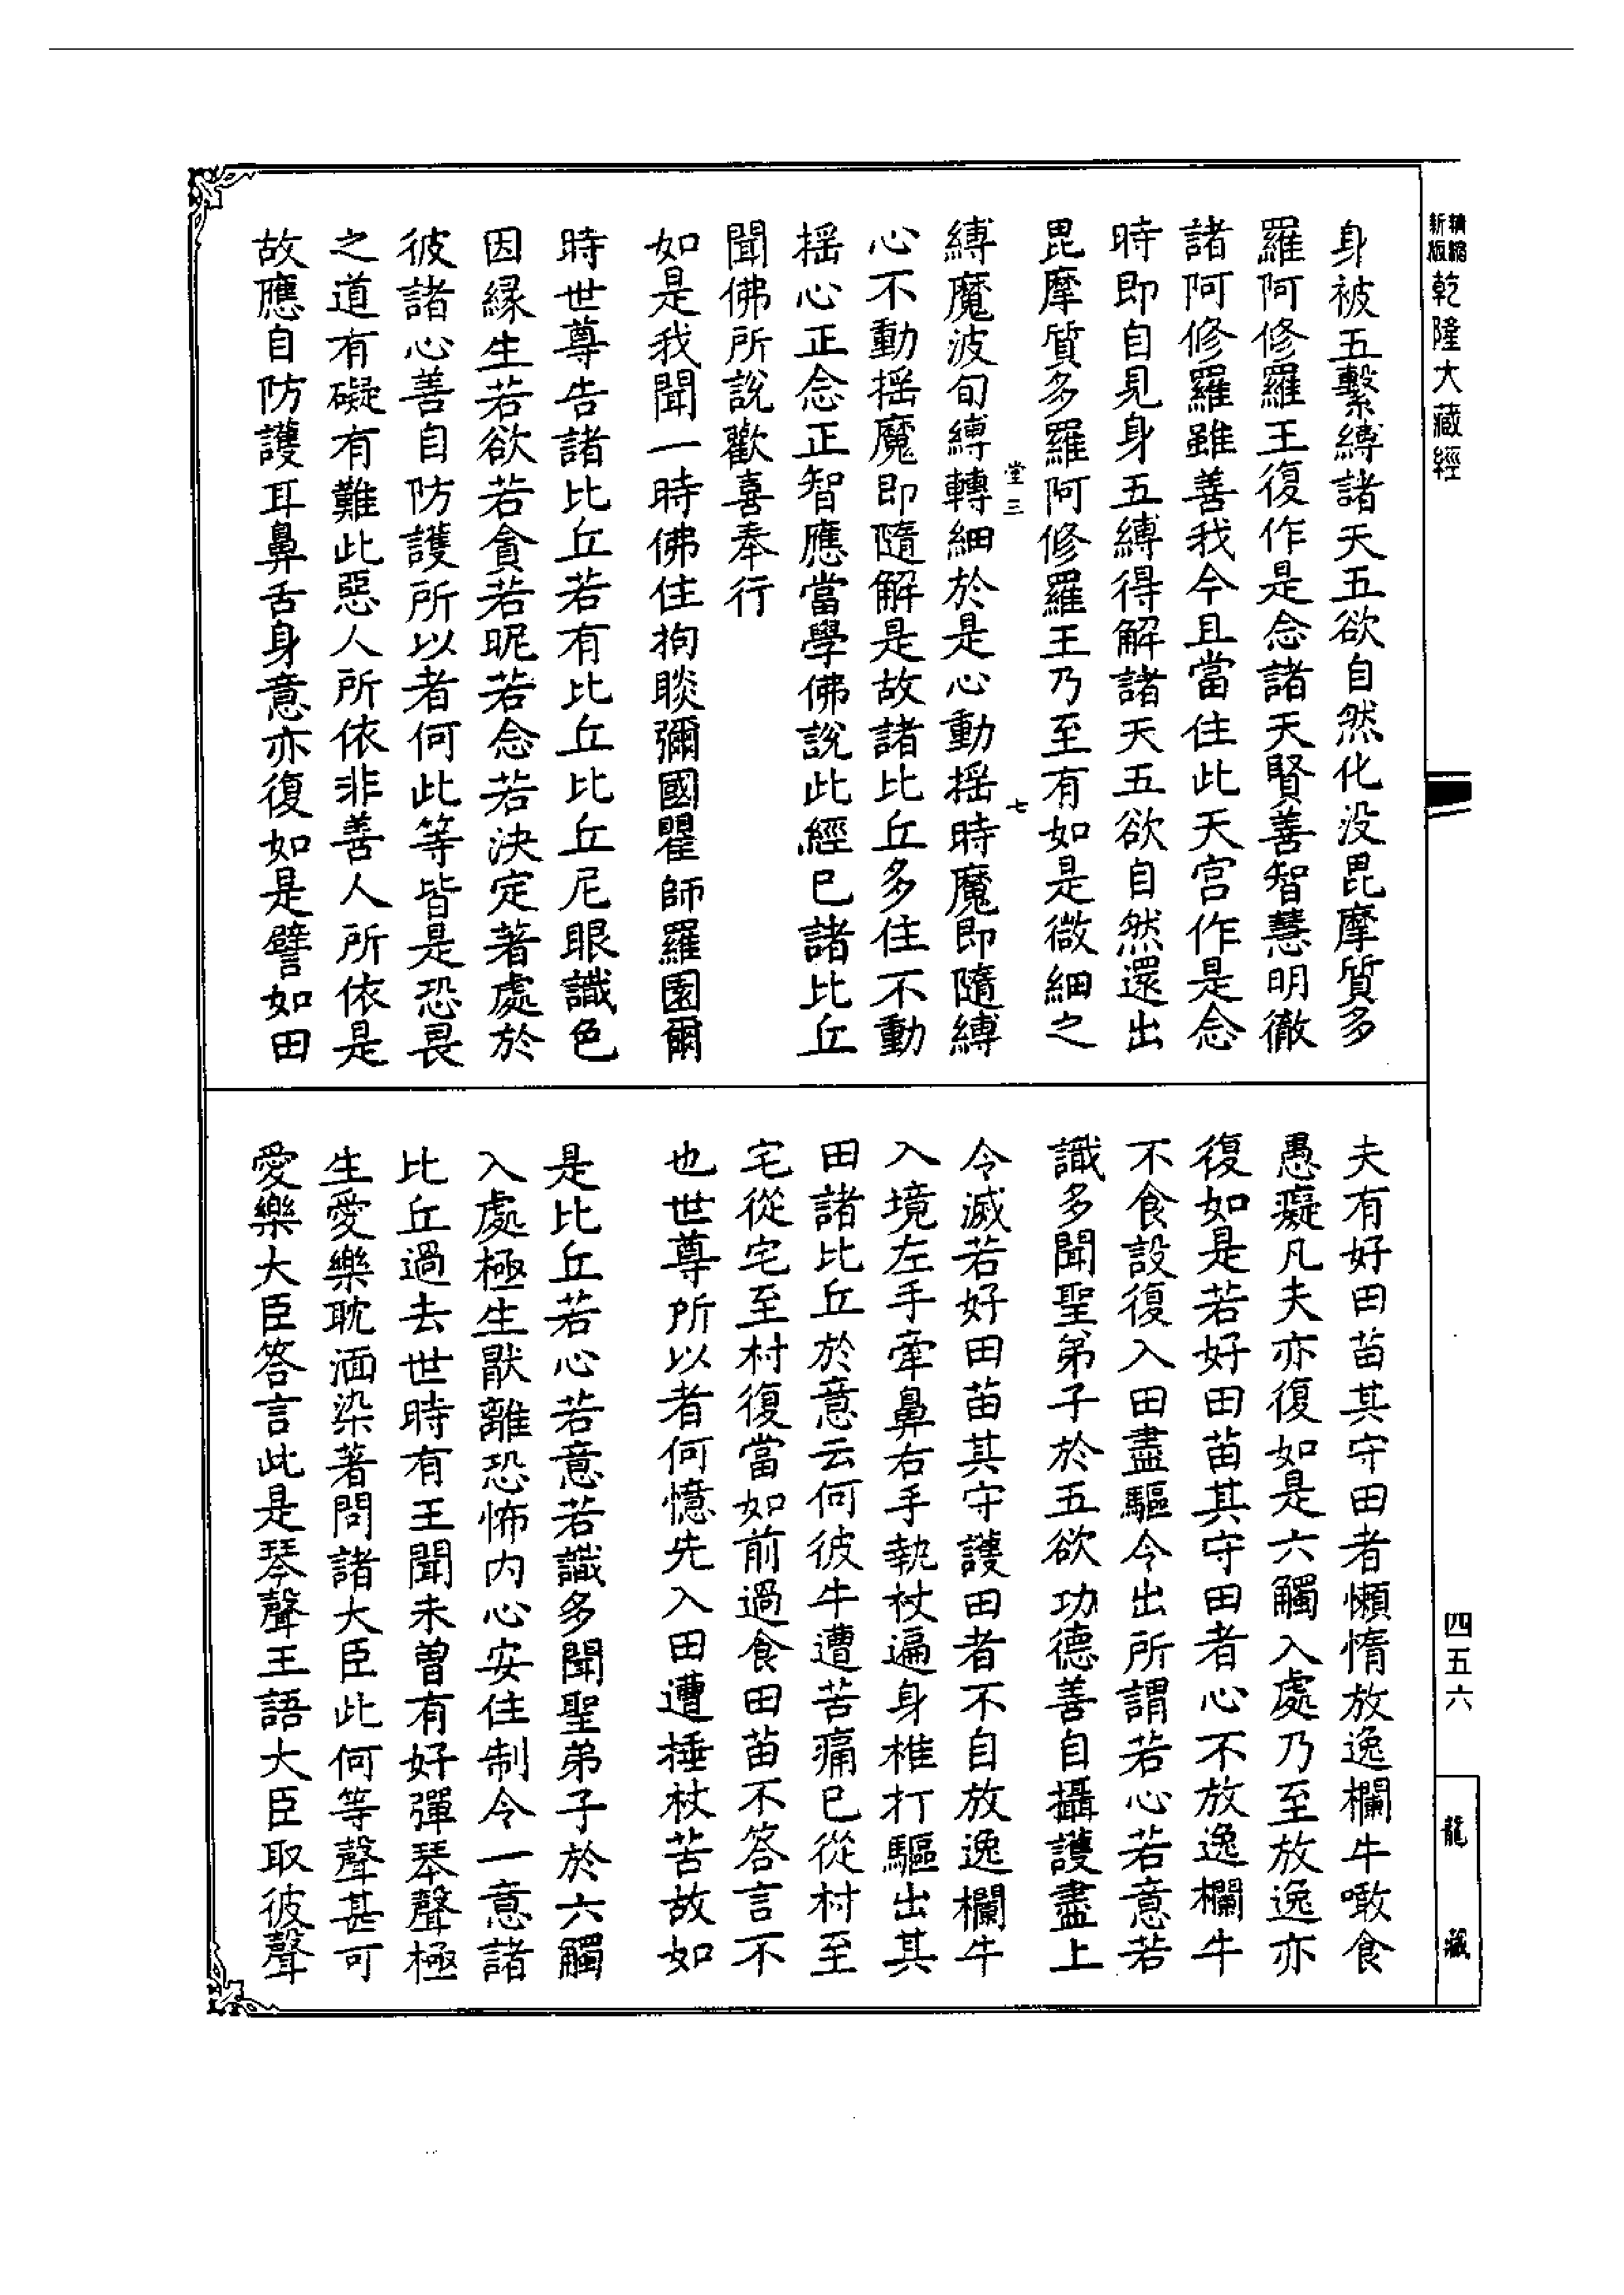 精縮新版乾隆大藏經
身被五繫縛諸天五欲自然化没毘摩質多
羅阿修羅王復作是念諸天賢善智慧明徹
諸阿修羅雖善我今且當住此天宫作是念
時即自見身五縛得解諸天五欲自然還出
毘摩質多羅阿修羅王乃至有如是微細之
堂三 七
縛魔波旬縛轉細於是心動摇時魔即隨縛
心不動摇魔即隨解是故諸比丘多住不動
摇心正念正智應當學佛說此經已諸比丘
聞佛所說歡喜奉行
如是我聞一時佛住拘睒彌國瞿師羅園爾
時世尊告諸比丘若有比丘比丘尼眼識色
因緣生若欲若貪若昵若念若決定著處於
彼諸心善自防護所以者何此等皆是恐畏
之道有礙有難此惡人所依非善人所依是
故應自防護耳鼻舌身意亦復如是譬如田
夫有好田苗其守田者懶惰放逸欄牛噉食
愚癡凡夫亦復如是六觸入處乃至放逸亦
復如是若好田苗其守田者心不放逸欄牛
不食設復入田盡驅令出所謂若心若意若
識多聞聖弟子於五欲功德善自攝護盡上
令滅若好田苗其守護田者不自放逸欄牛
入境左手牽鼻右手執杖遍身椎打驅出其
田諸比丘於意云何彼牛遭苦痛已從村至
宅從宅至村復當如前過食田苗不答言不
也世尊所以者何憶先入田遭捶杖苦故如
是比丘若心若意若識多聞聖弟子於六觸
入處極生猒離恐怖内心安住制令一意諸
比丘過去世時有王聞未曾有好彈琴聲極
生愛樂耽湎染著問諸大臣此何等聲甚可
愛樂大臣答言此是琴聲王語大臣取彼聲
四五六
龍藏